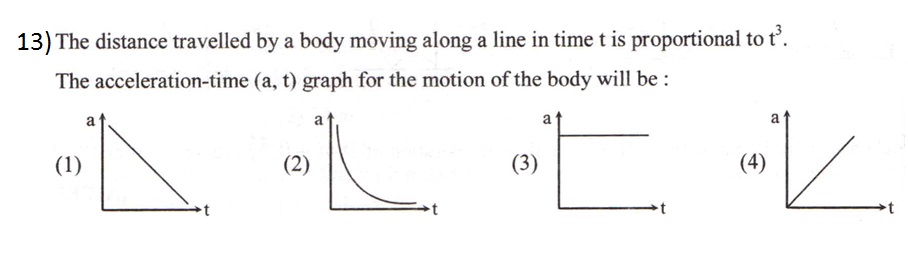 13) The distance travelled by a body moving along a line in time t is proportional to t³.
The acceleration-time (a, t) graph for the motion of the body will be :
(1) a t (2) a t (3) a t (4) a t